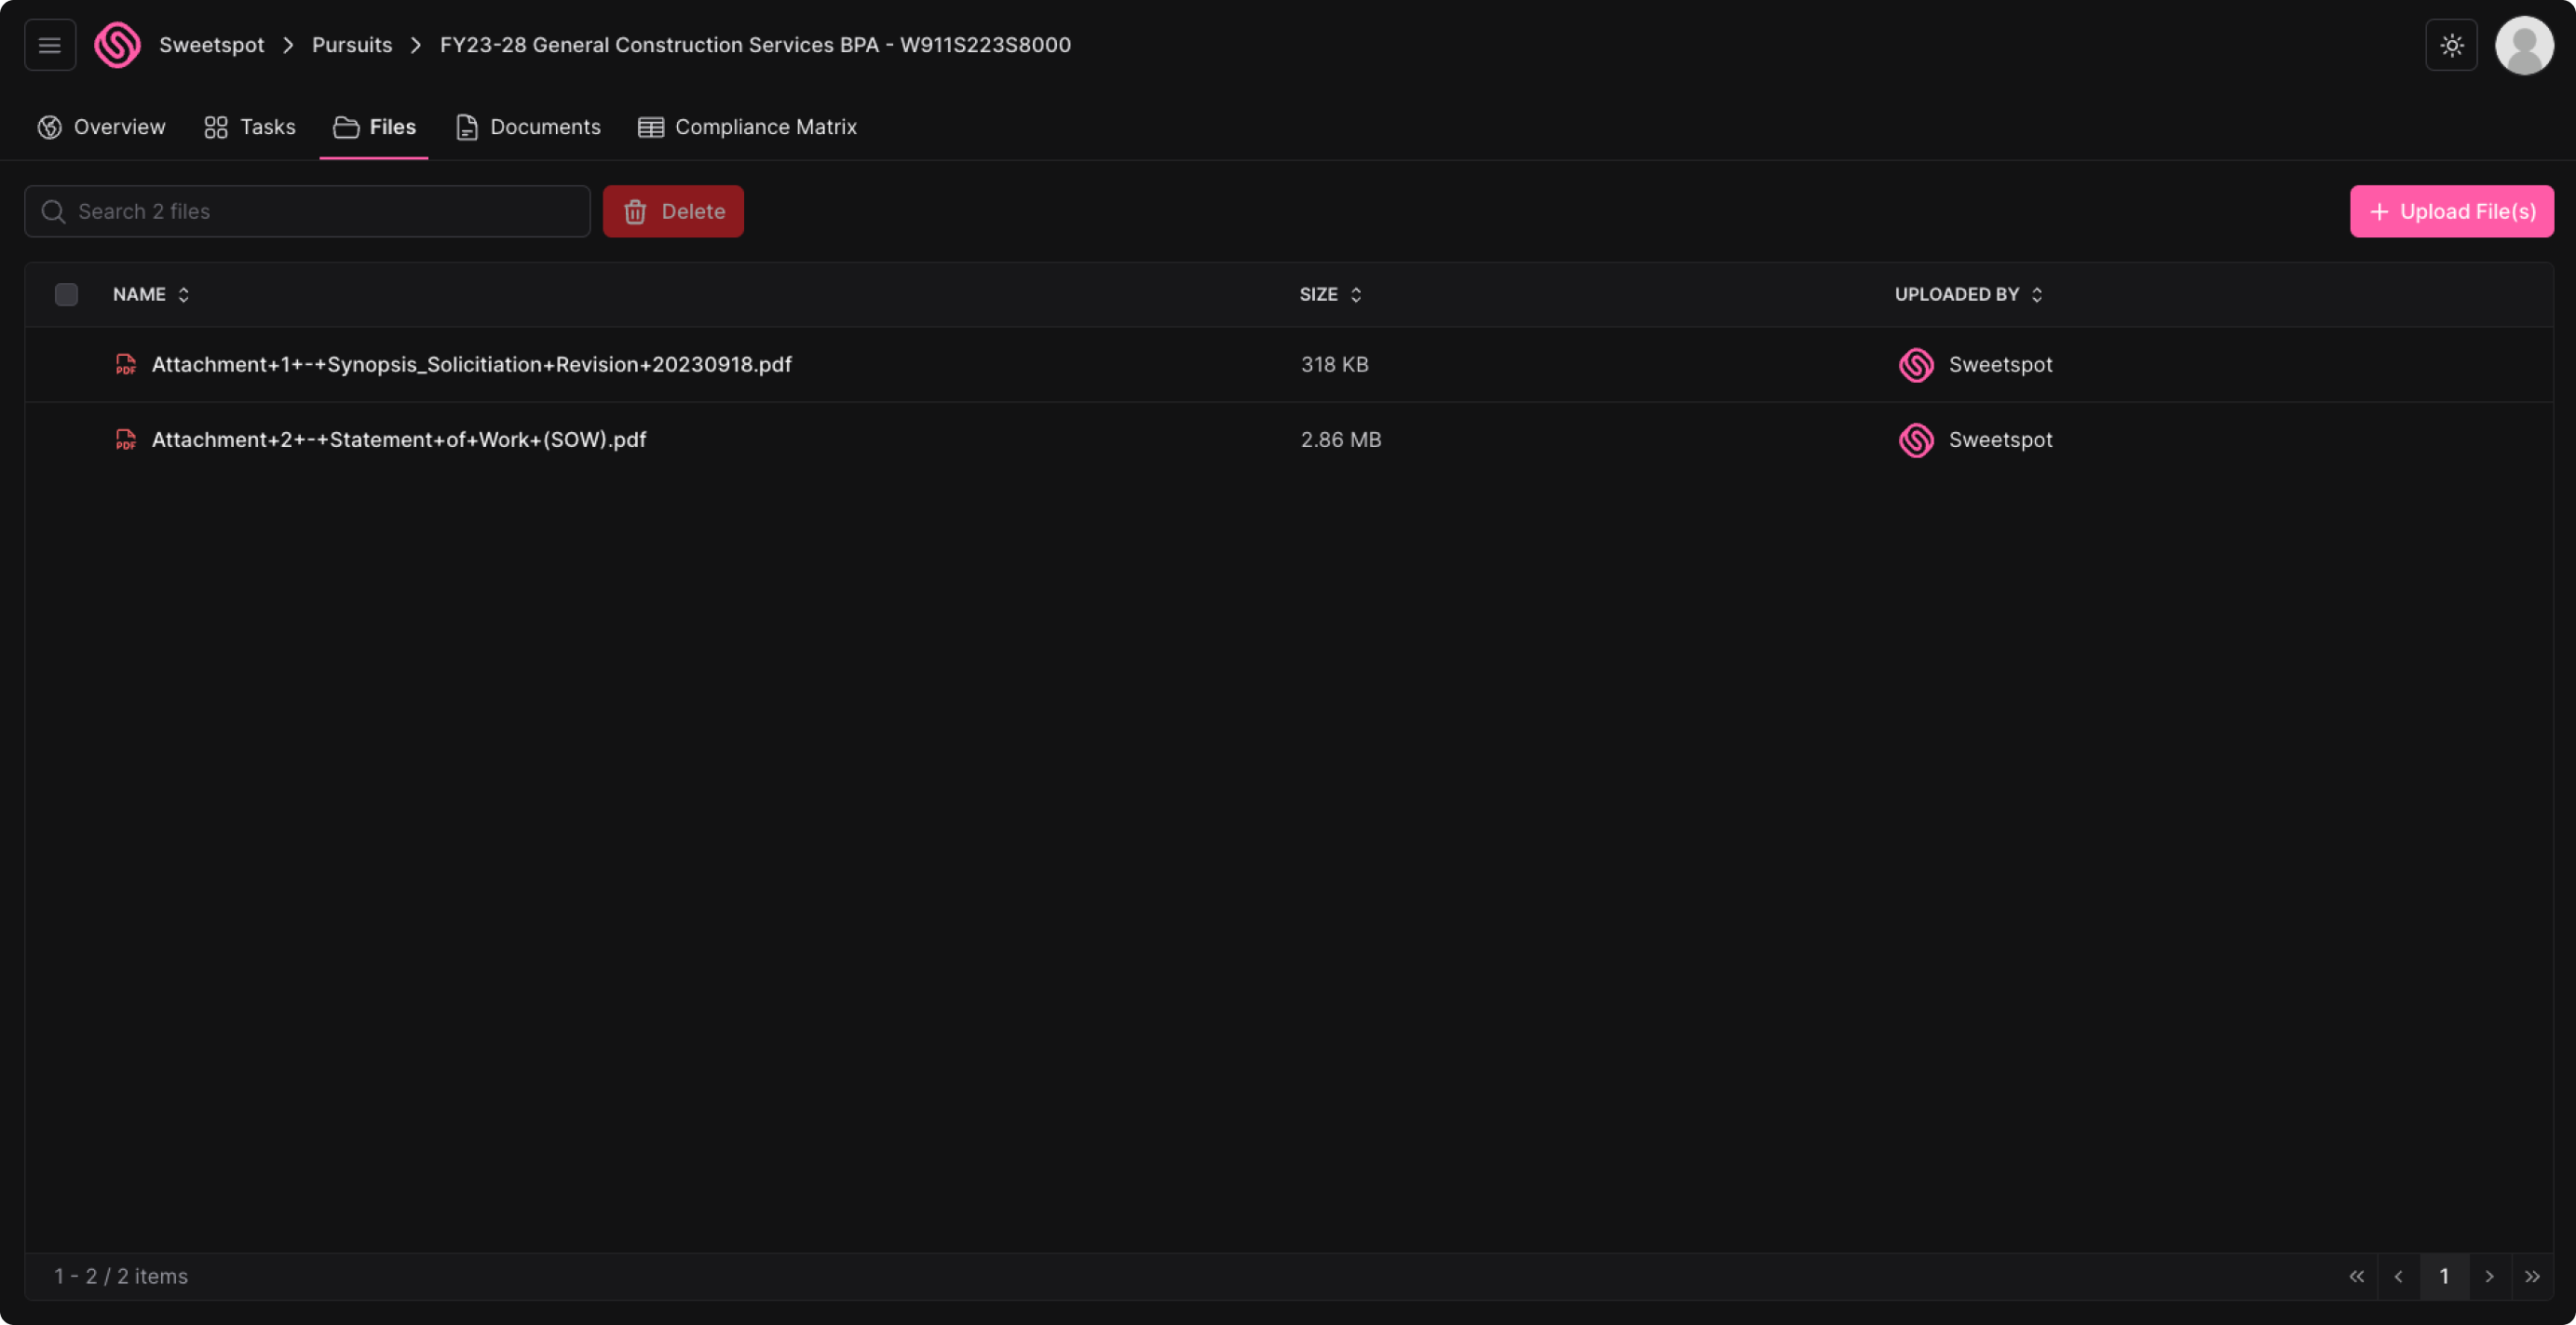 Sweetspot > Pursuits > FY23-28 General Construction Services BPA - W911S223S8000
Overview Tasks Files Documents Compliance Matrix
Search 2 files Delete + Upload File(s)
NAME SIZE UPLOADED BY
PDF Attachment+1+-+Synopsis_Solicitiation+Revision+20230918.pdf 318 KB Sweetspot
PDF Attachment+2+-+Statement+of+Work+(SOW).pdf 2.86 MB Sweetspot
1 - 2 / 2 items « < 1 > »